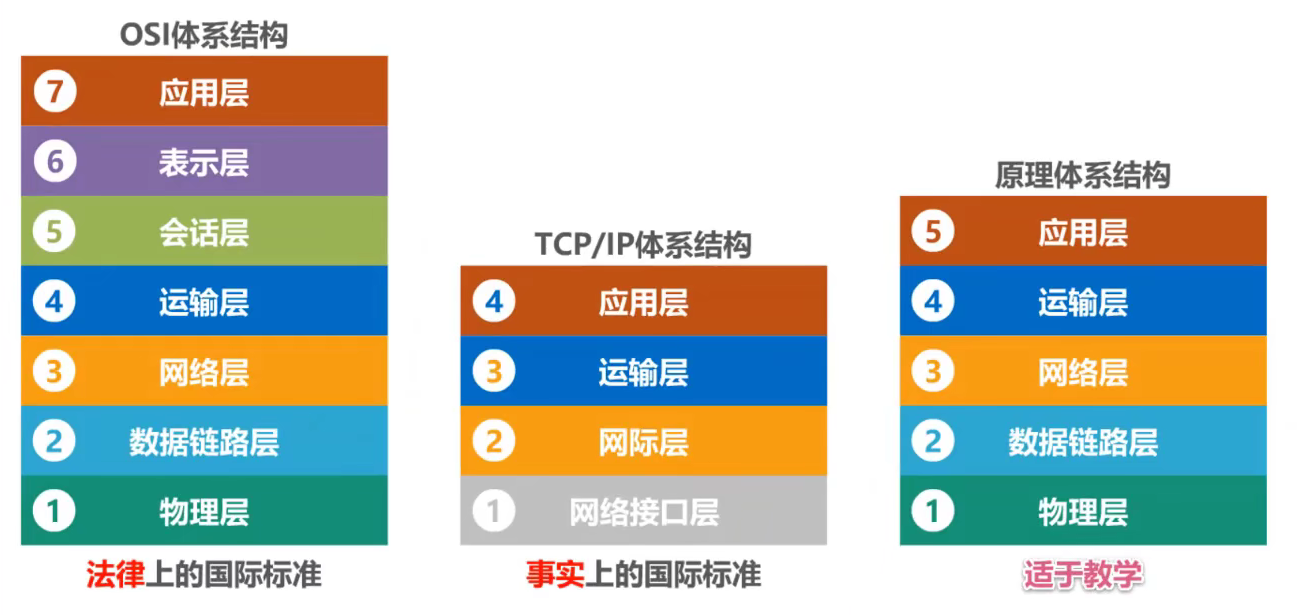 OSI体系结构
7 应用层
6 表示层
5 会话层
4 运输层
3 网络层
2 数据链路层
1 物理层
法律上的国际标准
TCP/IP体系结构
4 应用层
3 运输层
2 网际层
1 网络接口层
事实上的国际标准
原理体系结构
5 应用层
4 运输层
3 网络层
2 数据链路层
1 物理层
适于教学